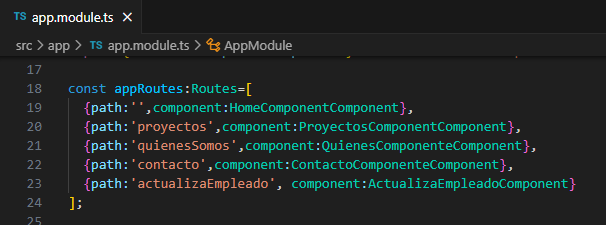 TS app.module.ts ×
src > app > TS app.module.ts > AppModule
17
18 const appRoutes:Routes=[
19 {path:'',component:HomeComponentComponent},
20 {path:'proyectos',component:ProyectosComponentComponent},
21 {path:'quienesSomos',component:QuienesComponenteComponent},
22 {path:'contacto',component:ContactoComponenteComponent},
23 {path:'actualizaEmpleado', component:ActualizaEmpleadoComponent}
24 ];
25